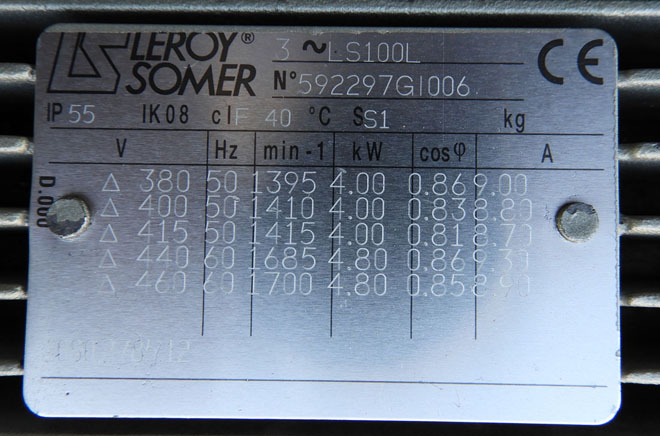 LEROY® 3 ~ LS100L CE
SOMER N° 592297GI006
IP 55 IK08 cl F 40 °C S S1 kg
V Hz min-1 kW cosφ A
Δ 380 50 1395 4.00 0.86 9.00
Δ 400 50 1410 4.00 0.83 8.80
Δ 415 50 1415 4.00 0.81 8.70
Δ 440 60 1685 4.80 0.86 9.30
Δ 460 60 1700 4.80 0.85 8.90
D.000